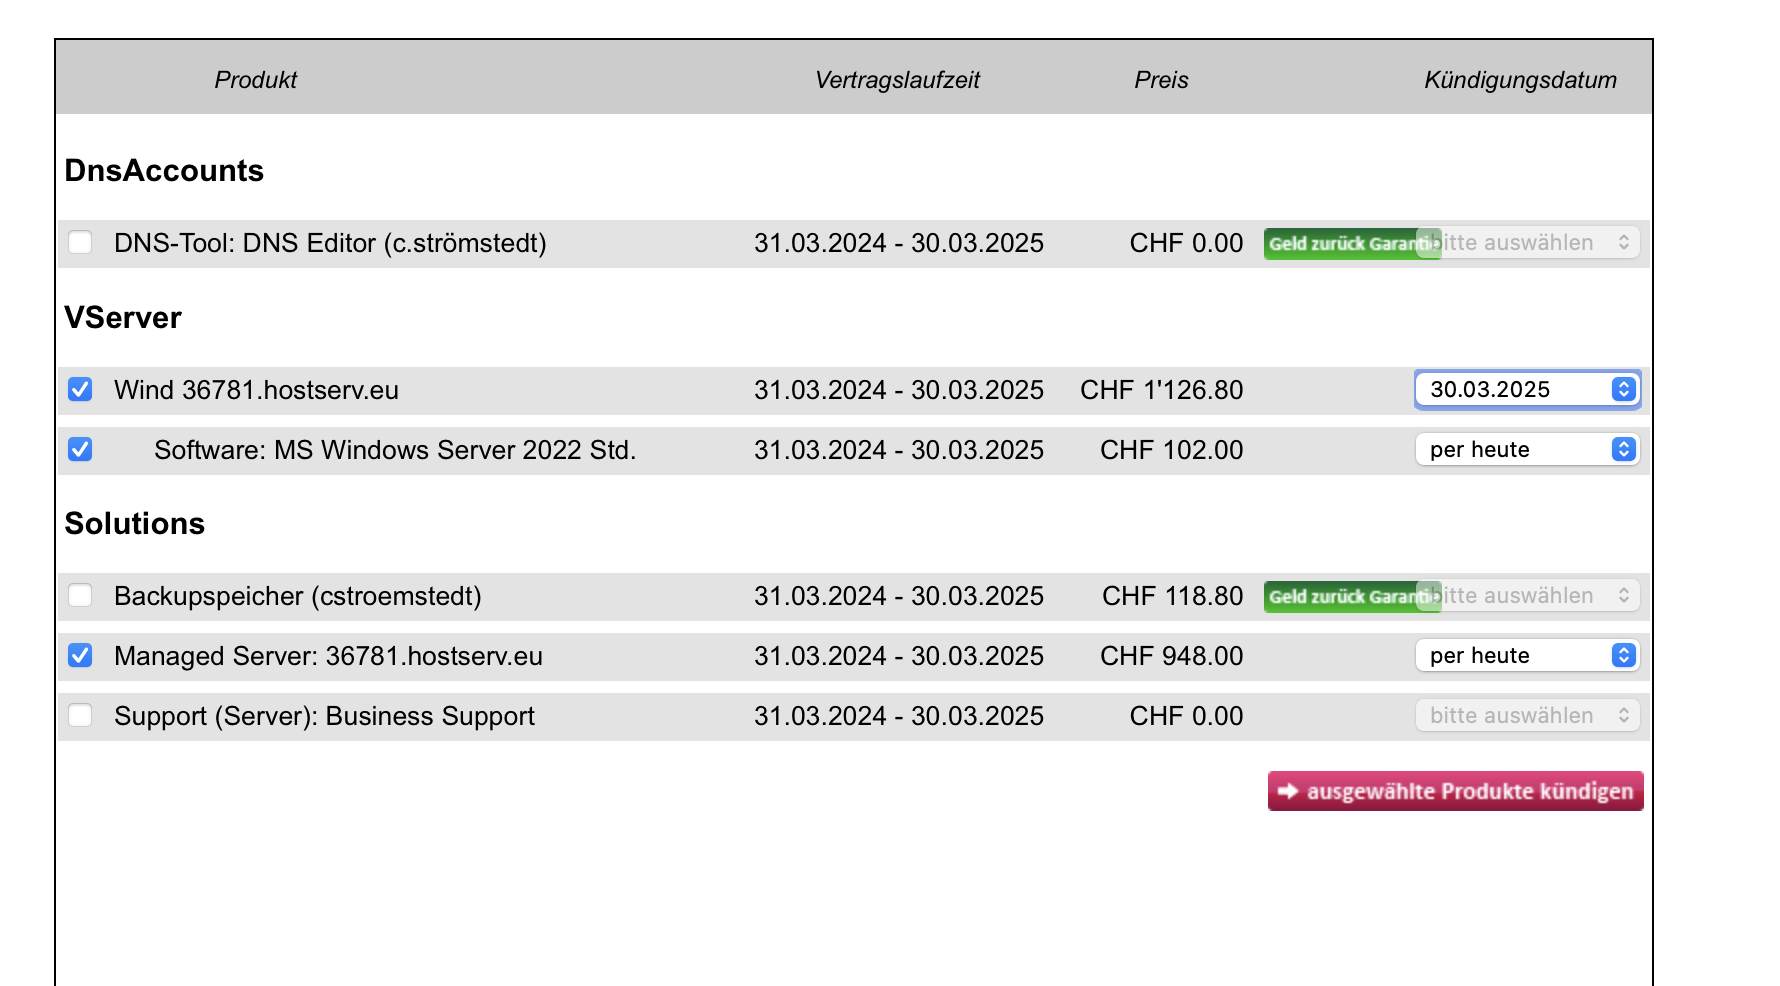 Produkt Vertragslaufzeit Preis Kündigungsdatum
DnsAccounts
DNS-Tool: DNS Editor (c.strömstedt) 31.03.2024 - 30.03.2025 CHF 0.00 Geld zurück Garantie bitte auswählen
VServer
Wind 36781.hostserv.eu 31.03.2024 - 30.03.2025 CHF 1'126.80 30.03.2025
Software: MS Windows Server 2022 Std. 31.03.2024 - 30.03.2025 CHF 102.00 per heute
Solutions
Backupspeicher (cstroemstedt) 31.03.2024 - 30.03.2025 CHF 118.80 Geld zurück Garantie bitte auswählen
Managed Server: 36781.hostserv.eu 31.03.2024 - 30.03.2025 CHF 948.00 per heute
Support (Server): Business Support 31.03.2024 - 30.03.2025 CHF 0.00 bitte auswählen
ausgewählte Produkte kündigen